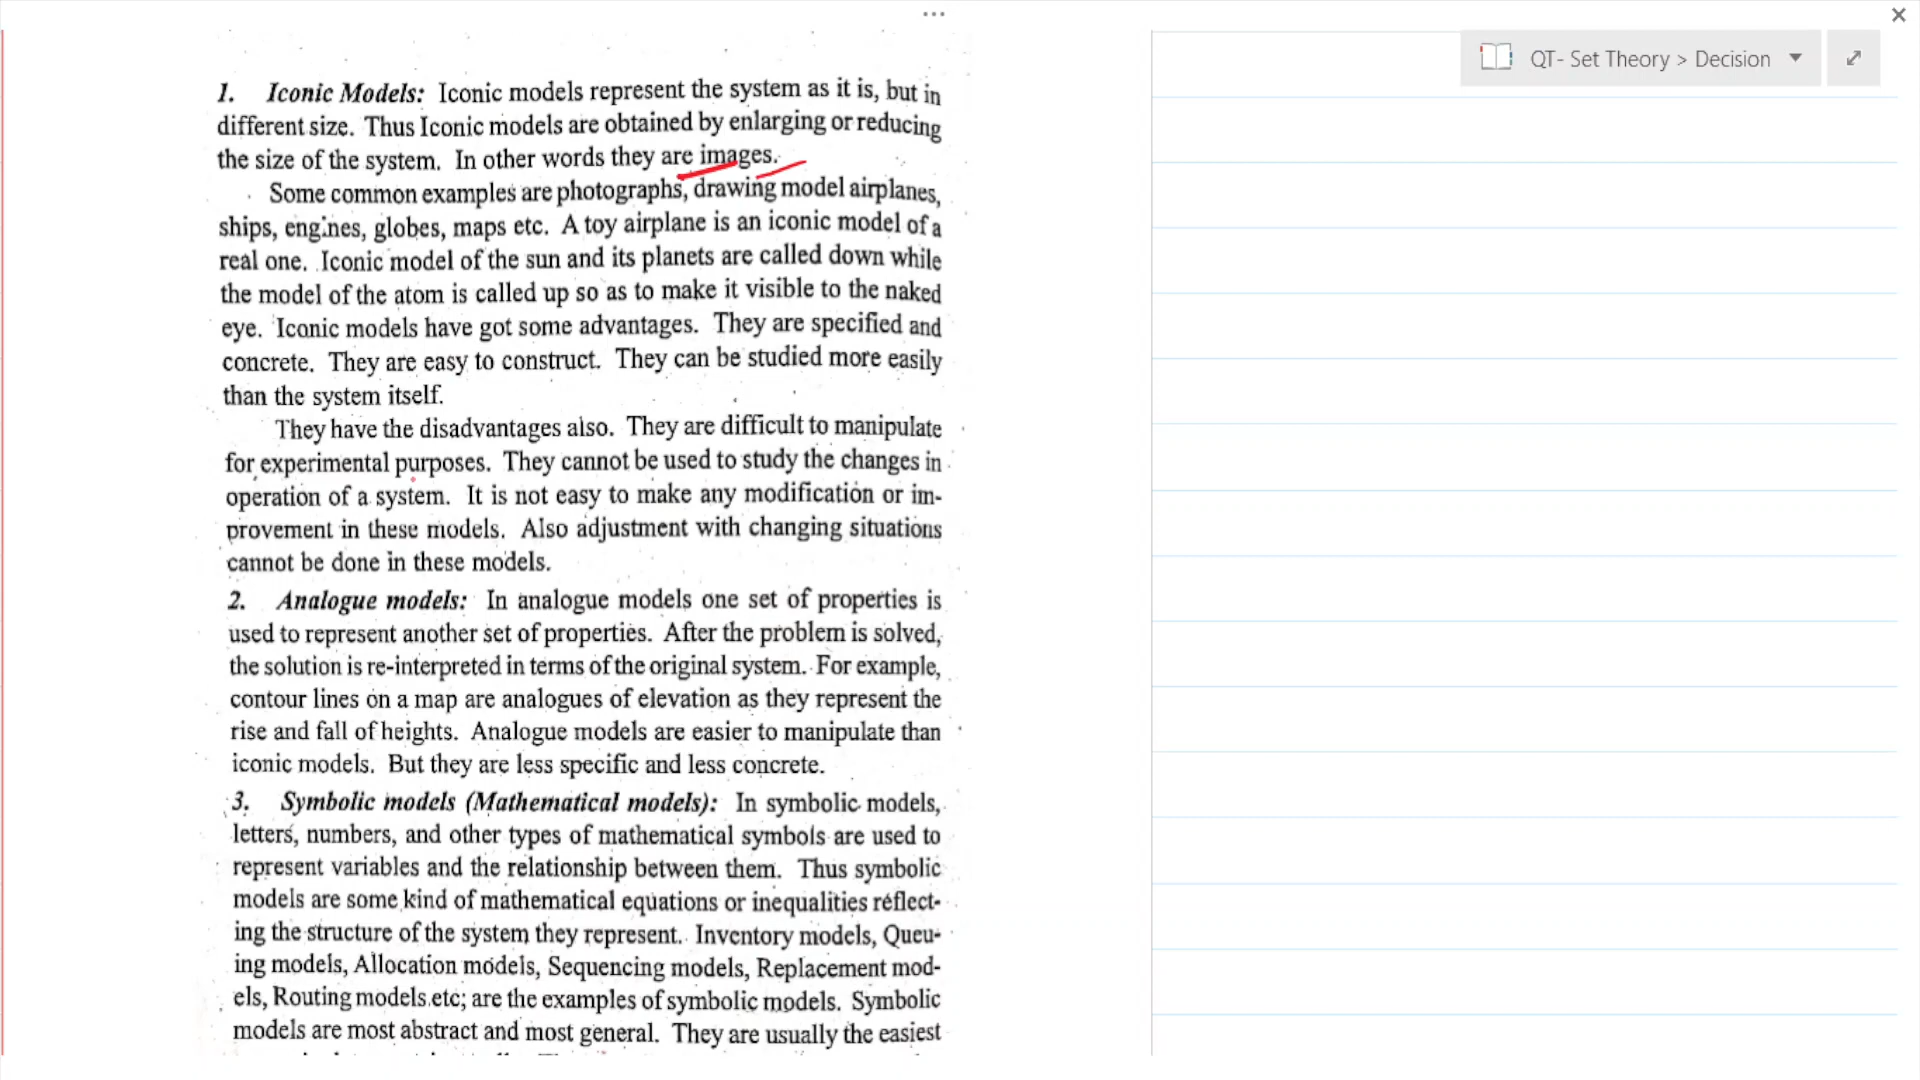 QT- Set Theory > Decision
1. Iconic Models: Iconic models represent the system as it is, but in
different size. Thus Iconic models are obtained by enlarging or reducing
the size of the system. In other words they are images.
Some common examples are photographs, drawing model airplanes,
ships, engines, globes, maps etc. A toy airplane is an iconic model of a
real one. Iconic model of the sun and its planets are called down while
the model of the atom is called up so as to make it visible to the naked
eye. Iconic models have got some advantages. They are specified and
concrete. They are easy to construct. They can be studied more easily
than the system itself.
They have the disadvantages also. They are difficult to manipulate
for experimental purposes. They cannot be used to study the changes in
operation of a system. It is not easy to make any modification or im-
provement in these models. Also adjustment with changing situations
cannot be done in these models.
2. Analogue models: In analogue models one set of properties is
used to represent another set of properties. After the problem is solved,
the solution is re-interpreted in terms of the original system. For example,
contour lines on a map are analogues of elevation as they represent the
rise and fall of heights. Analogue models are easier to manipulate than
iconic models. But they are less specific and less concrete.
3. Symbolic models (Mathematical models): In symbolic models,
letters, numbers, and other types of mathematical symbols are used to
represent variables and the relationship between them. Thus symbolic
models are some kind of mathematical equations or inequalities reflect-
ing the structure of the system they represent. Inventory models, Queu-
ing models, Allocation models, Sequencing models, Replacement mod-
els, Routing models etc; are the examples of symbolic models. Symbolic
models are most abstract and most general. They are usually the easiest